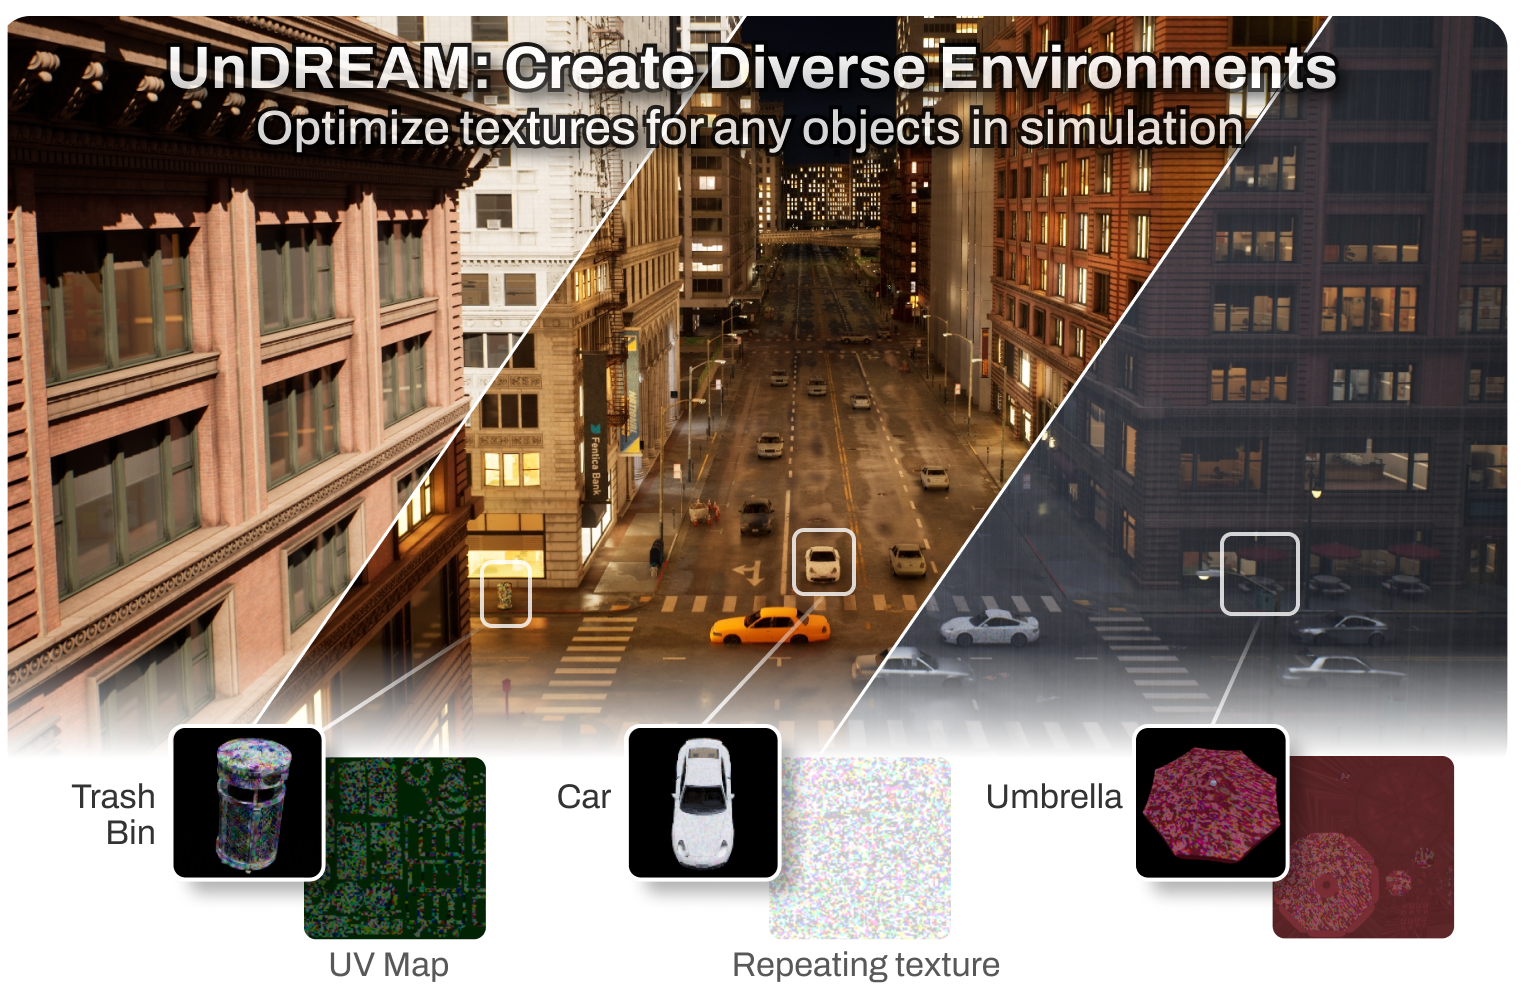 UnDREAM: Create Diverse Environments
Optimize textures for any objects in simulation
Fentica Bank
Trash
Bin
Car
Umbrella
UV Map
Repeating texture